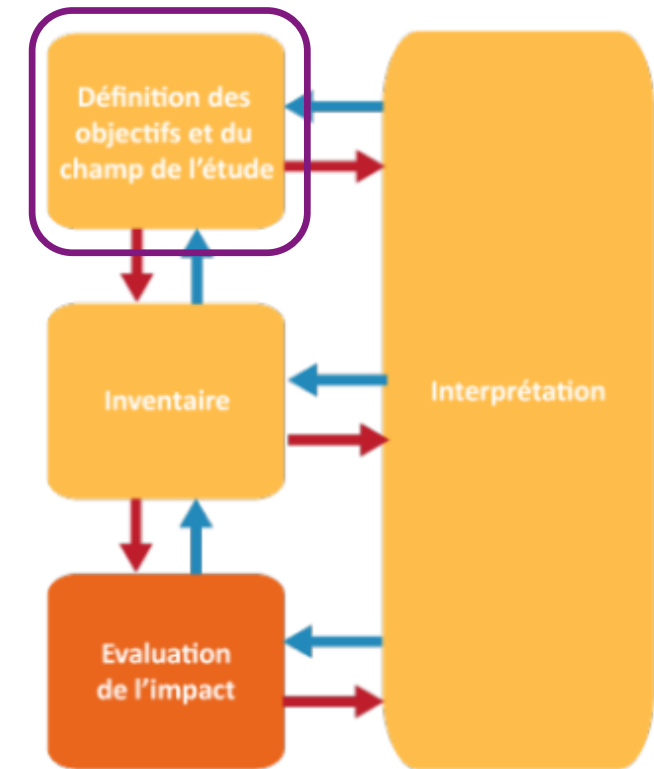 Définition des
objectifs et du
champ de l'étude
Inventaire
Interprétation
Evaluation
de l'impact